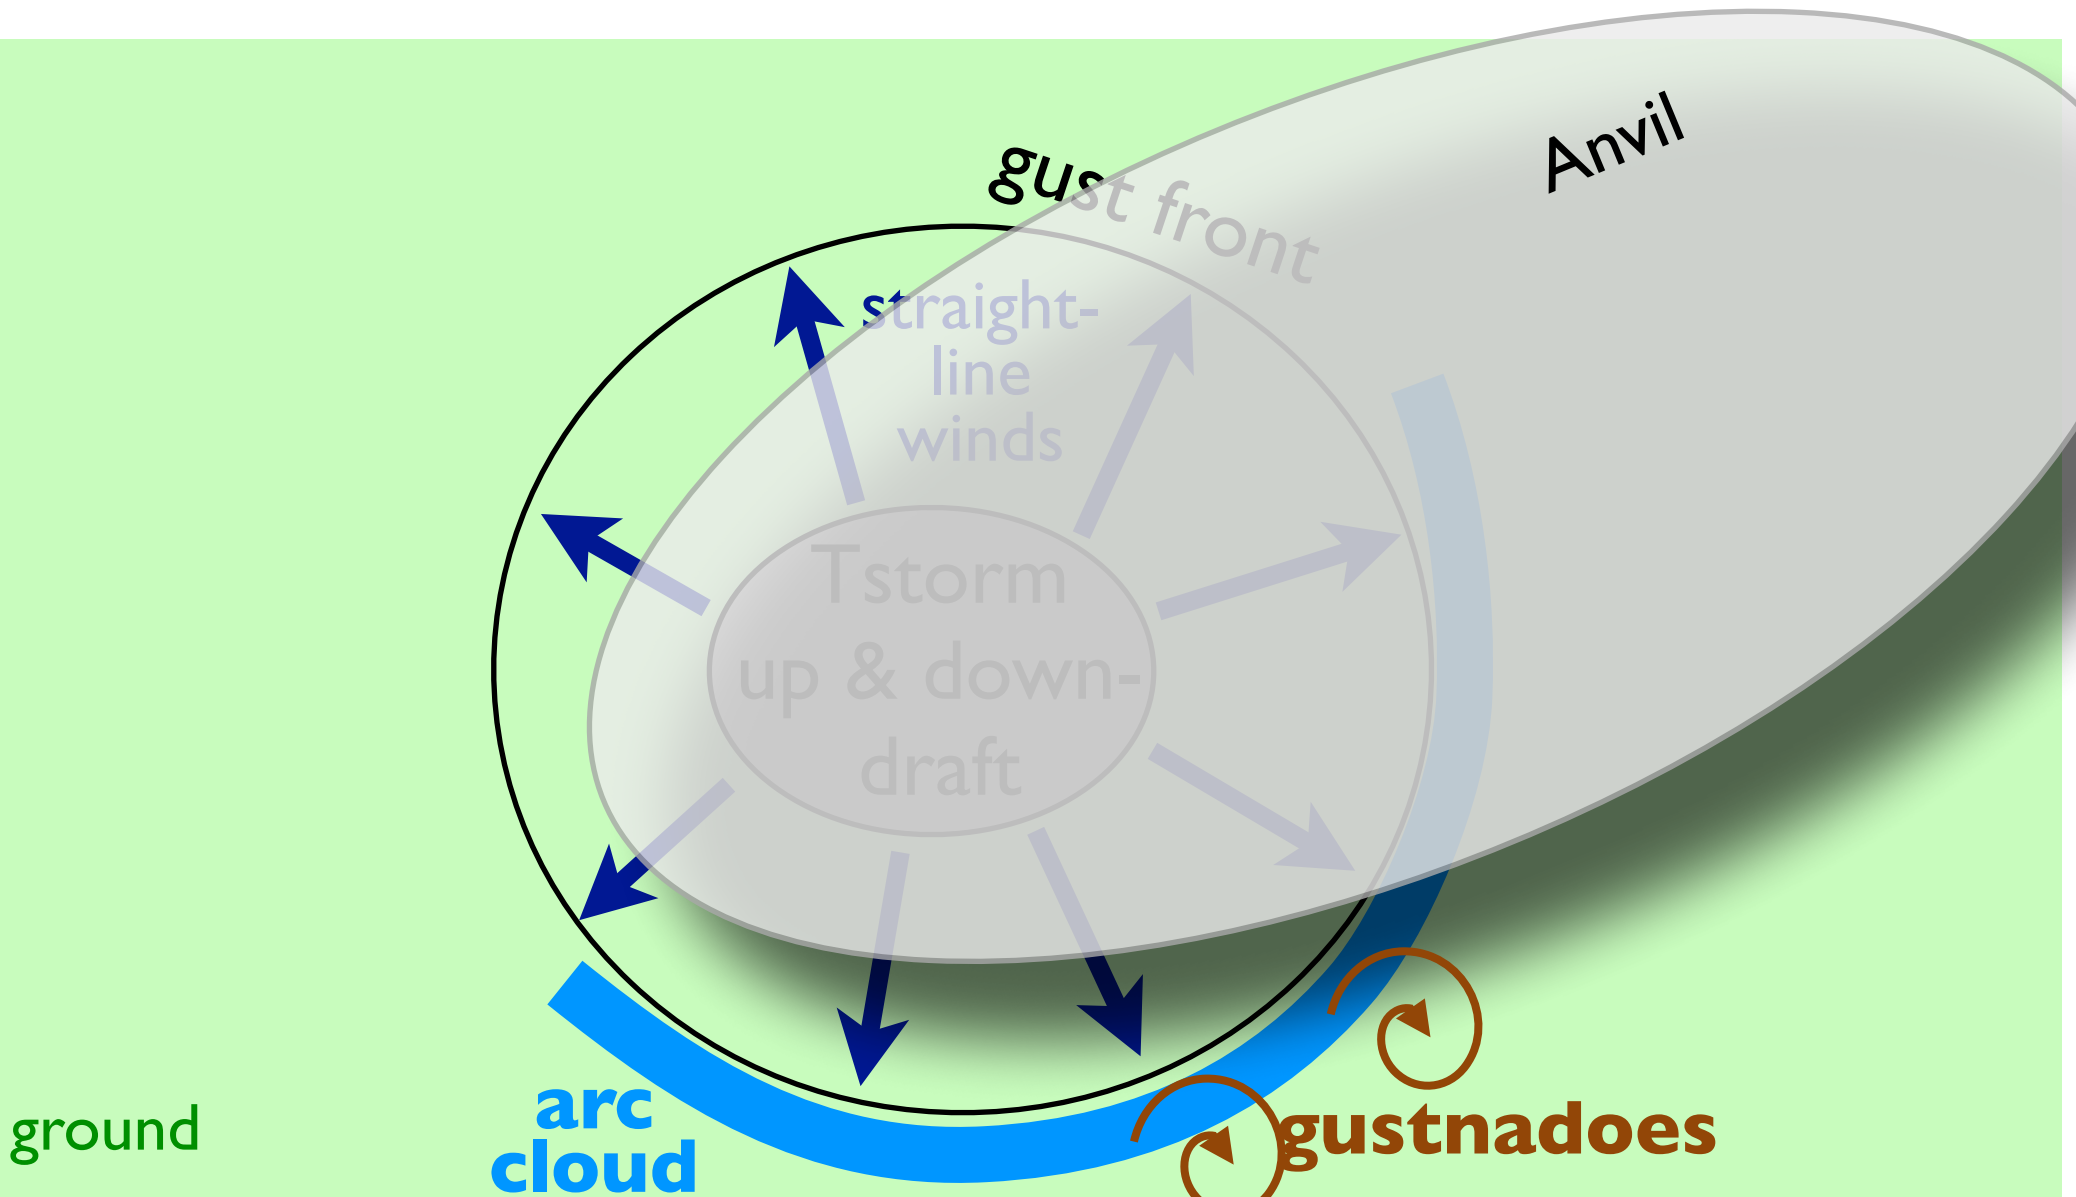 Anvil
gust front
straight-
line
winds
Tstorm
up & down-
draft
arc
cloud
gustnadoes
ground